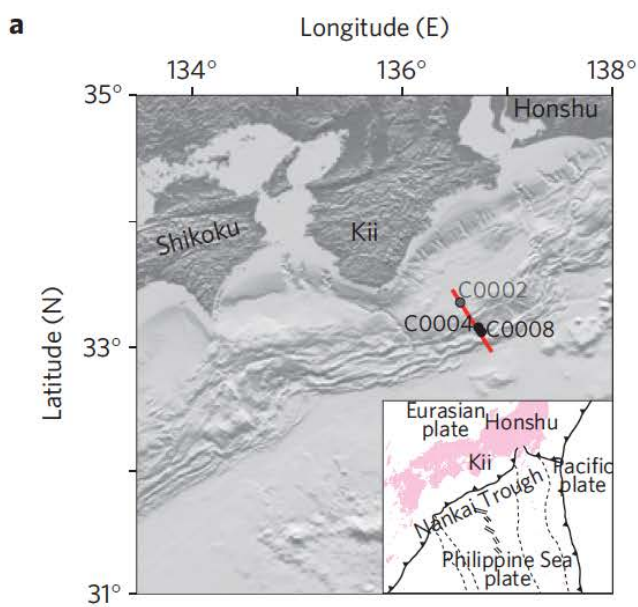 a
Longitude (E)
134° 136° 138°
35°
Honshu
Shikoku
Kii
C0002
C0004
C0008
33°
Latitude (N)
Eurasian
plate
Honshu
Kii
Pacific
plate
Nankai Trough
Philippine Sea
plate
31°